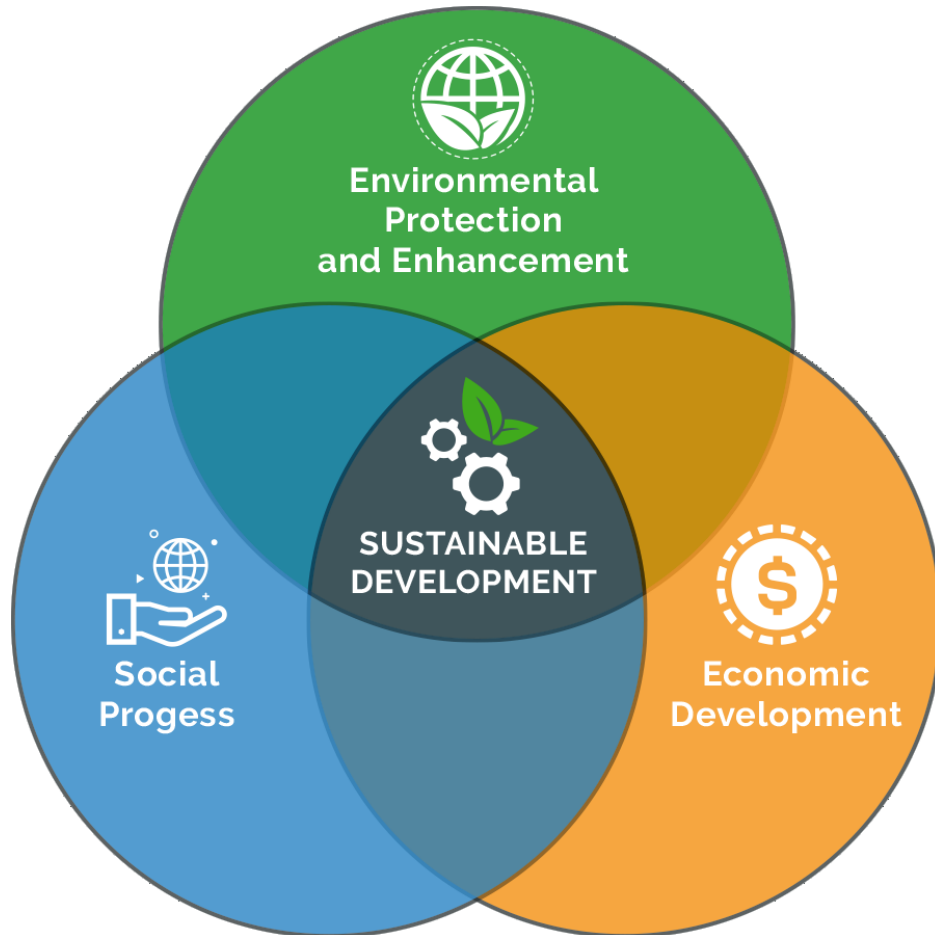 Environmental
Protection
and Enhancement
SUSTAINABLE
DEVELOPMENT
Social
Progess
Economic
Development